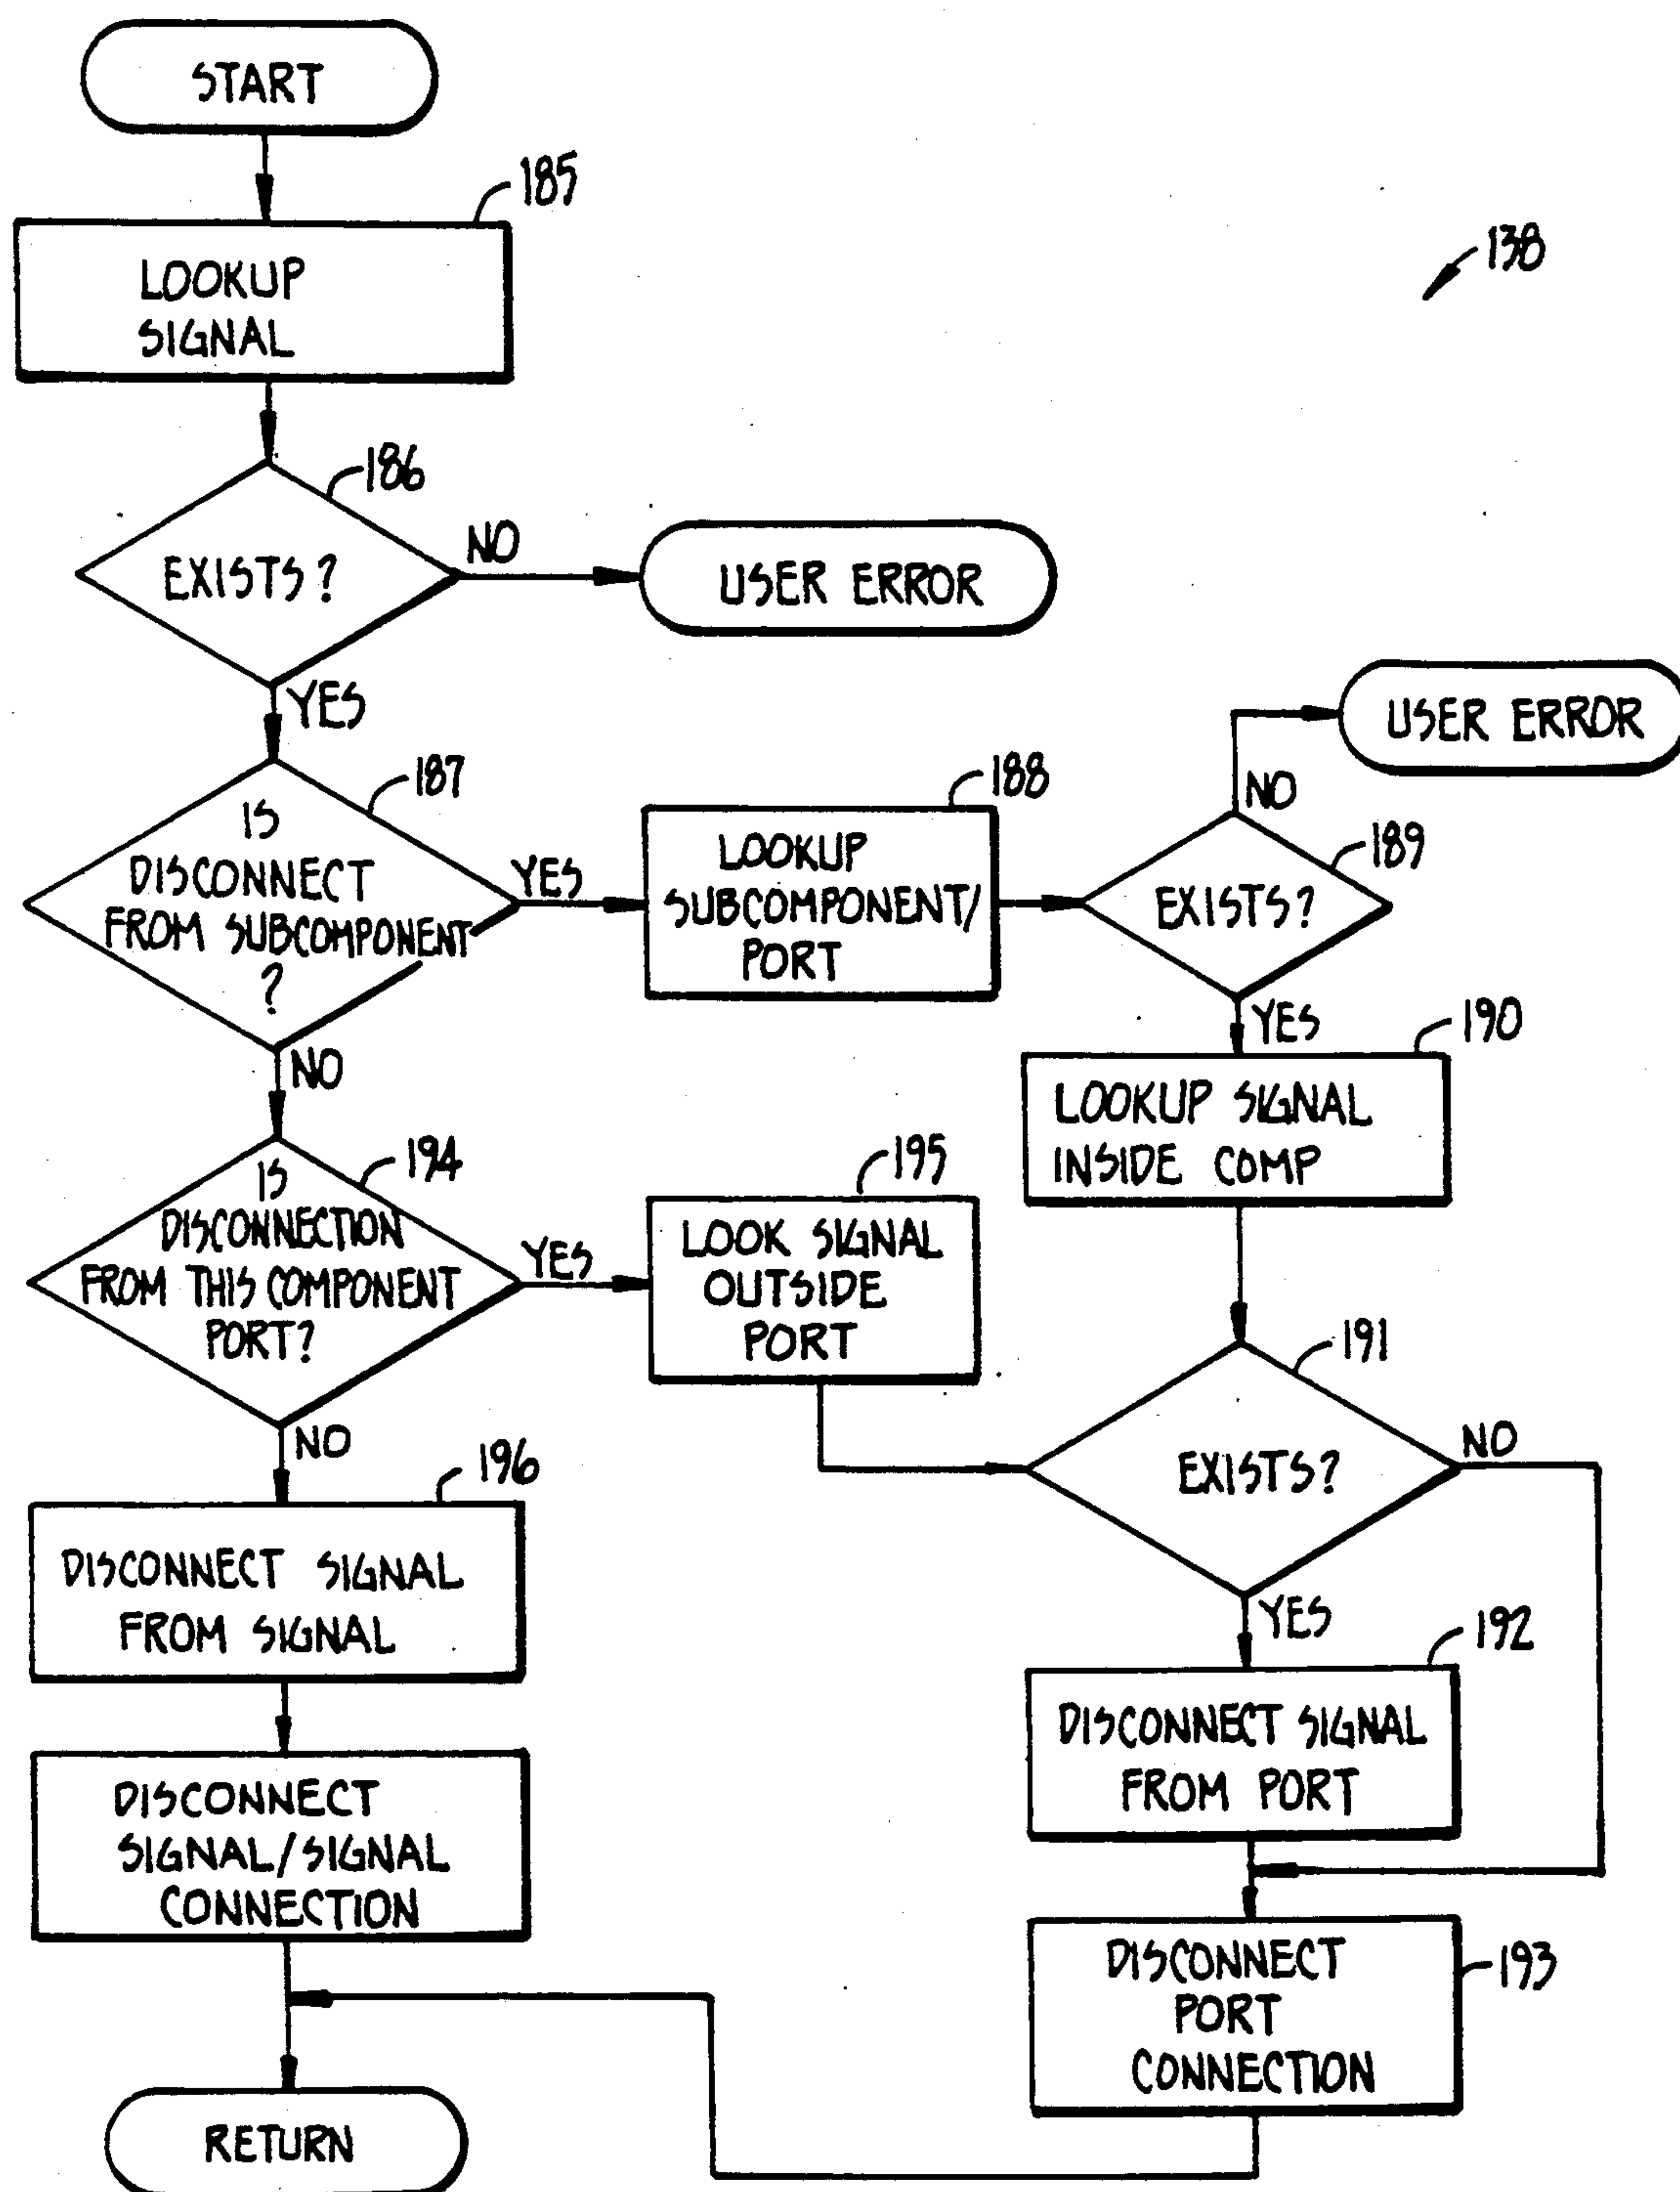 START
185
LOOKUP
SIGNAL
138
186
EXISTS?
NO
USER ERROR
YES
USER ERROR
187
IS
DISCONNECT
FROM SUBCOMPONENT
?
YES
188
LOOKUP
SUBCOMPONENT/
PORT
NO
189
EXISTS?
YES
190
LOOKUP SIGNAL
INSIDE COMP
NO
194
IS
DISCONNECTION
FROM THIS COMPONENT
PORT?
YES
195
LOOK SIGNAL
OUTSIDE
PORT
191
EXISTS?
NO
YES
NO
196
DISCONNECT SIGNAL
FROM SIGNAL
192
DISCONNECT SIGNAL
FROM PORT
DISCONNECT
SIGNAL/SIGNAL
CONNECTION
193
DISCONNECT
PORT
CONNECTION
RETURN